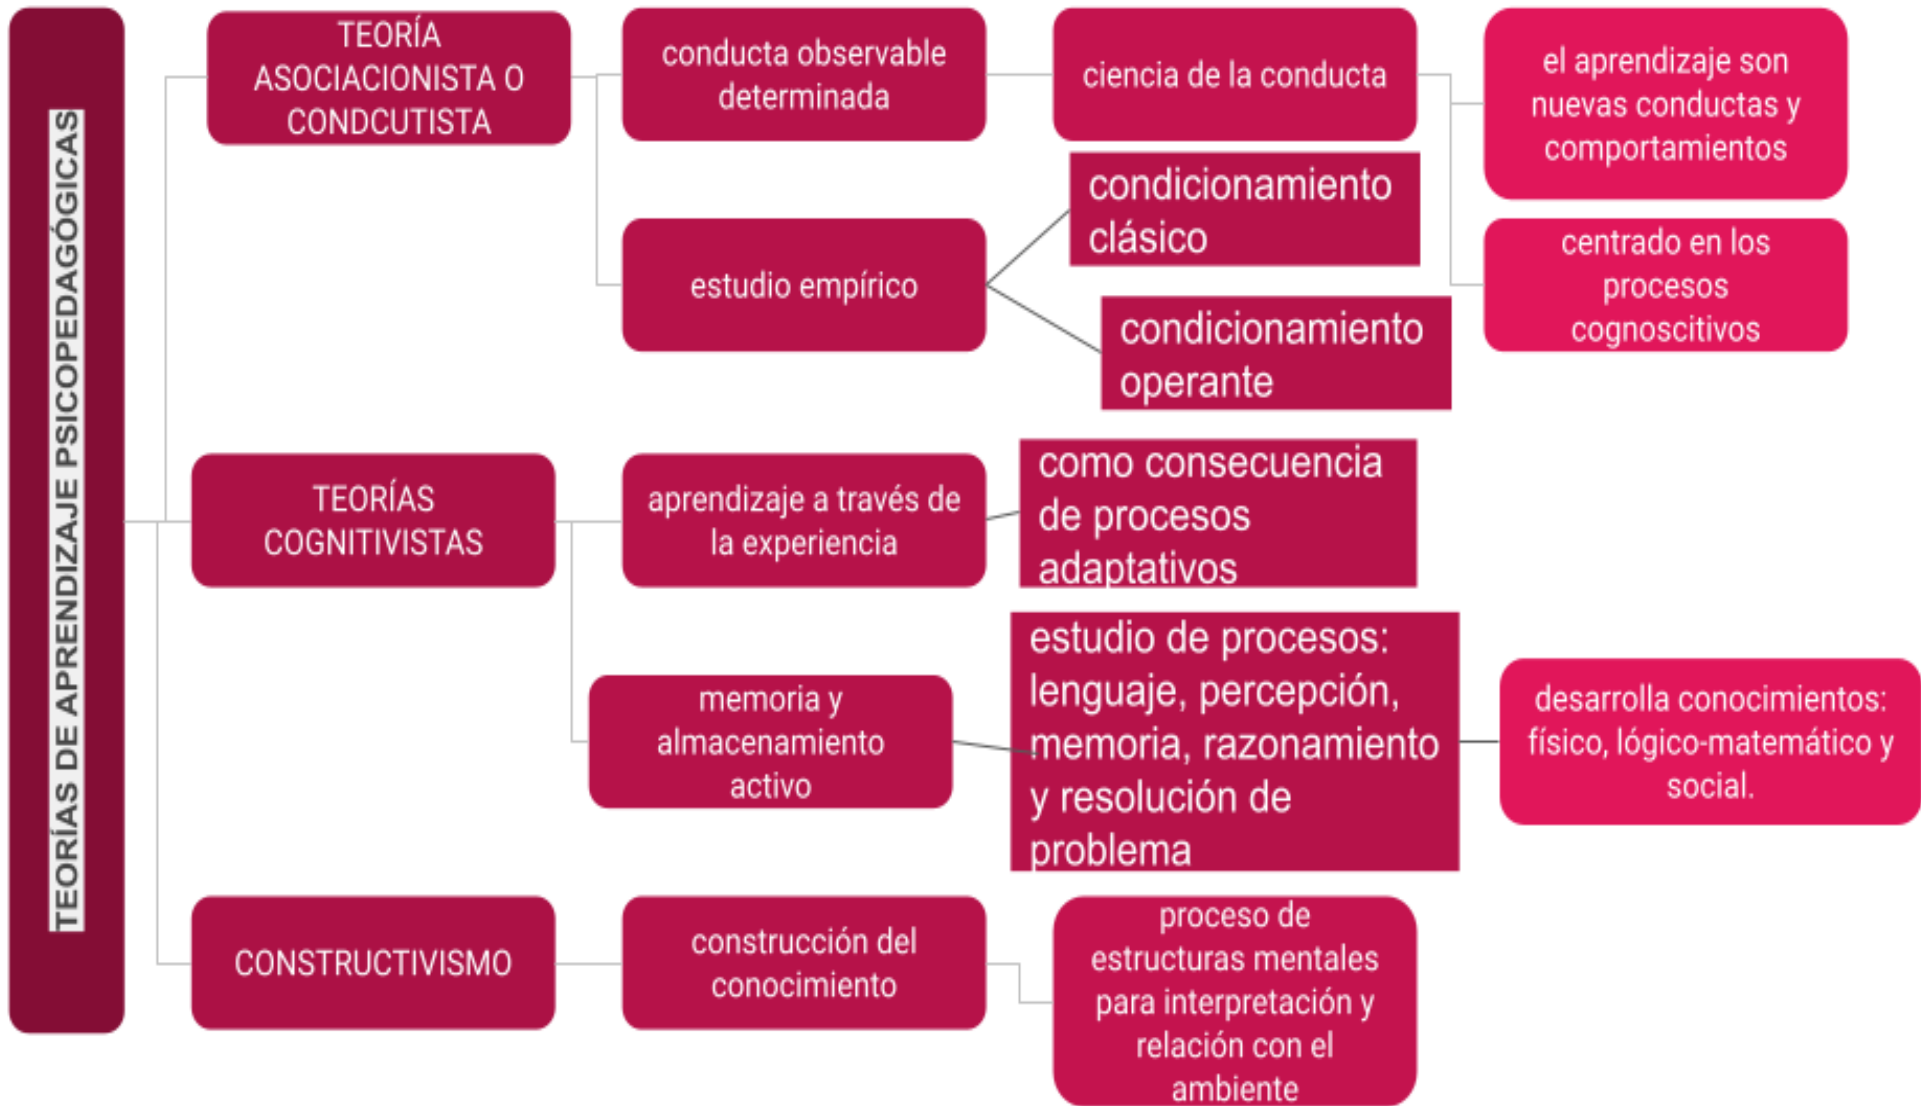 TEORÍAS DE APRENDIZAJE PSICOPEDAGÓGICAS
TEORÍA
ASOCIACIONISTA O
CONDCUTISTA
conducta observable
determinada
ciencia de la conducta
el aprendizaje son
nuevas conductas y
comportamientos
centrado en los
procesos
cognoscitivos
estudio empírico
condicionamiento
clásico
condicionamiento
operante
TEORÍAS
COGNITIVISTAS
aprendizaje a través de
la experiencia
como consecuencia
de procesos
adaptativos
memoria y
almacenamiento
activo
estudio de procesos:
lenguaje, percepción,
memoria, razonamiento
y resolución de
problema
desarrolla conocimientos:
físico, lógico-matemático y
social.
CONSTRUCTIVISMO
construcción del
conocimiento
proceso de
estructuras mentales
para interpretación y
relación con el
ambiente